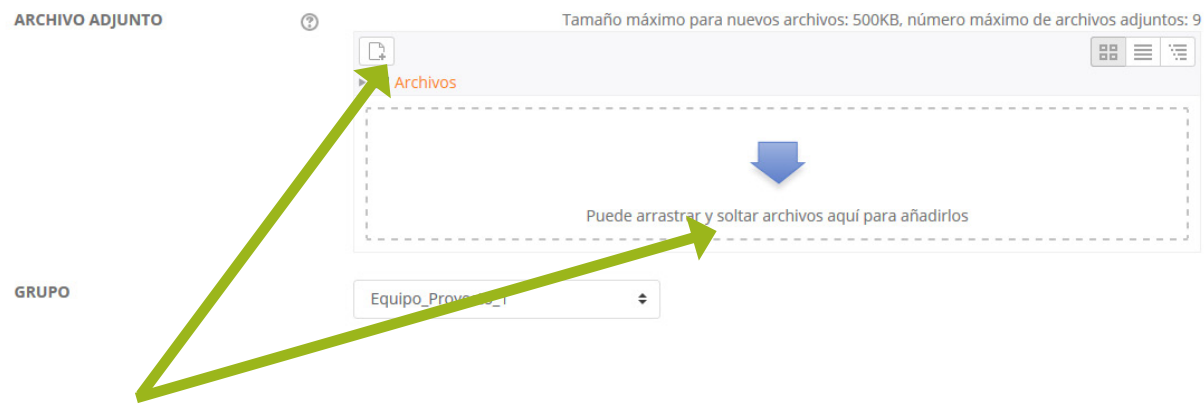 ARCHIVO ADJUNTO
Tamaño máximo para nuevos archivos: 500KB, número máximo de archivos adjuntos: 9
Archivos
Puede arrastrar y soltar archivos aquí para añadirlos
GRUPO
Equipo_Proyecto_1